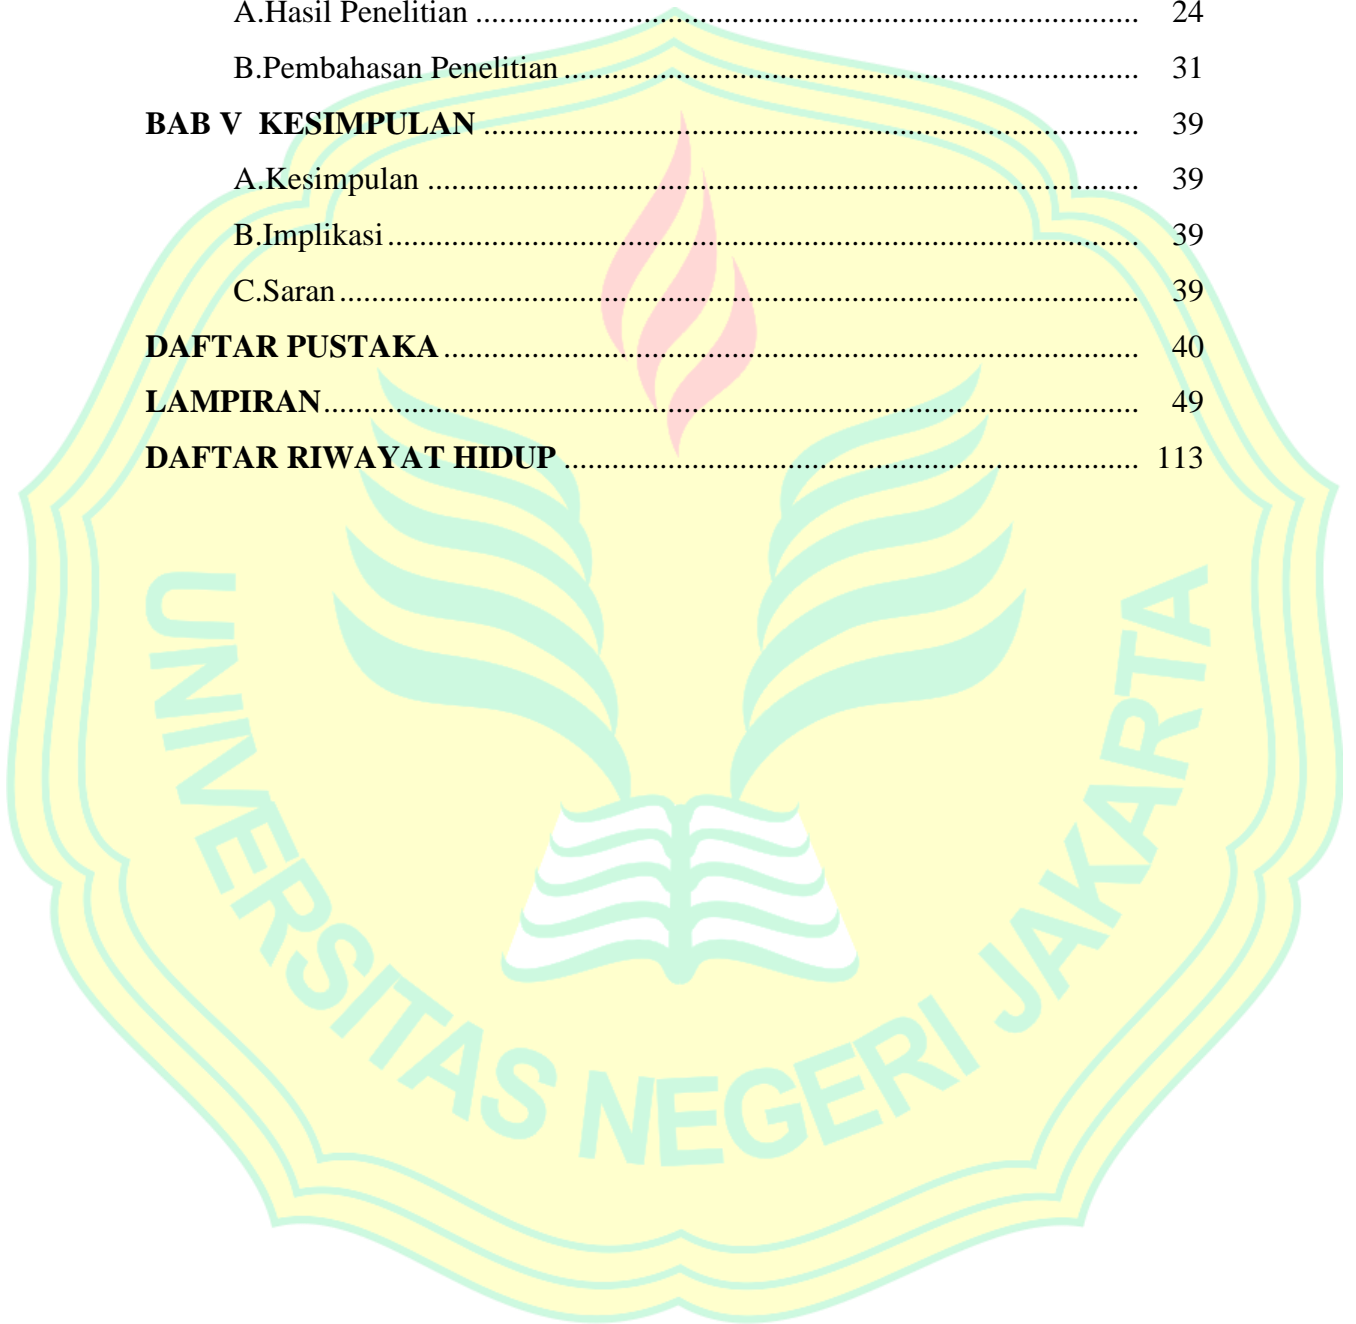 A.Hasil Penelitian ........................................................................................ 24
B.Pembahasan Penelitian ............................................................................ 31
BAB V  KESIMPULAN ....................................................................................... 39
A.Kesimpulan .............................................................................................. 39
B.Implikasi ................................................................................................... 39
C.Saran ......................................................................................................... 39
DAFTAR PUSTAKA ............................................................................................ 40
LAMPIRAN ........................................................................................................... 49
DAFTAR RIWAYAT HIDUP ............................................................................. 113
UNIVERSITAS NEGERI JAKARTA